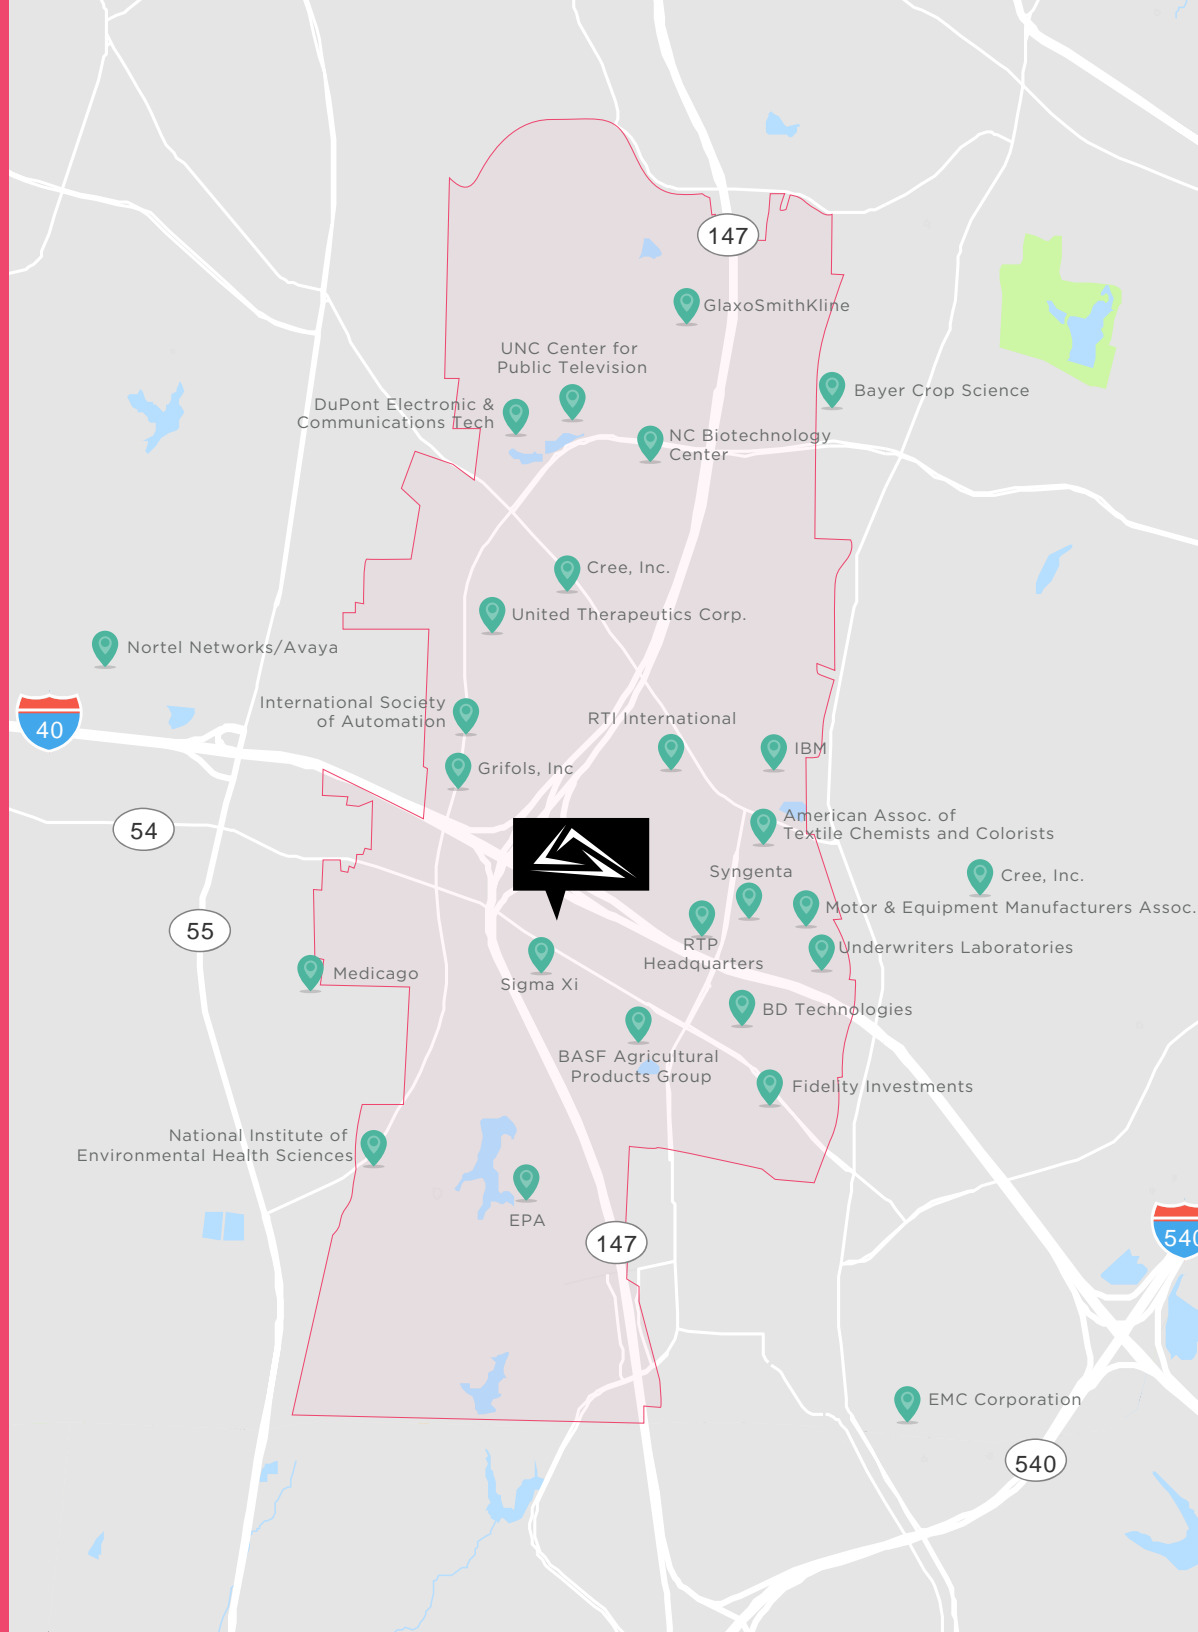 147
GlaxoSmithKline
UNC Center for
Public Television
Bayer Crop Science
DuPont Electronic &
Communications Tech
NC Biotechnology
Center
Cree, Inc.
United Therapeutics Corp.
Nortel Networks/Avaya
International Society
of Automation
40
RTI International
IBM
Grifols, Inc
54
American Assoc. of
Textile Chemists and Colorists
Syngenta
Cree, Inc.
Motor & Equipment Manufacturers Assoc.
55
RTP
Headquarters
Underwriters Laboratories
Medicago
Sigma Xi
BD Technologies
BASF Agricultural
Products Group
Fidelity Investments
National Institute of
Environmental Health Sciences
EPA
147
540
EMC Corporation
540